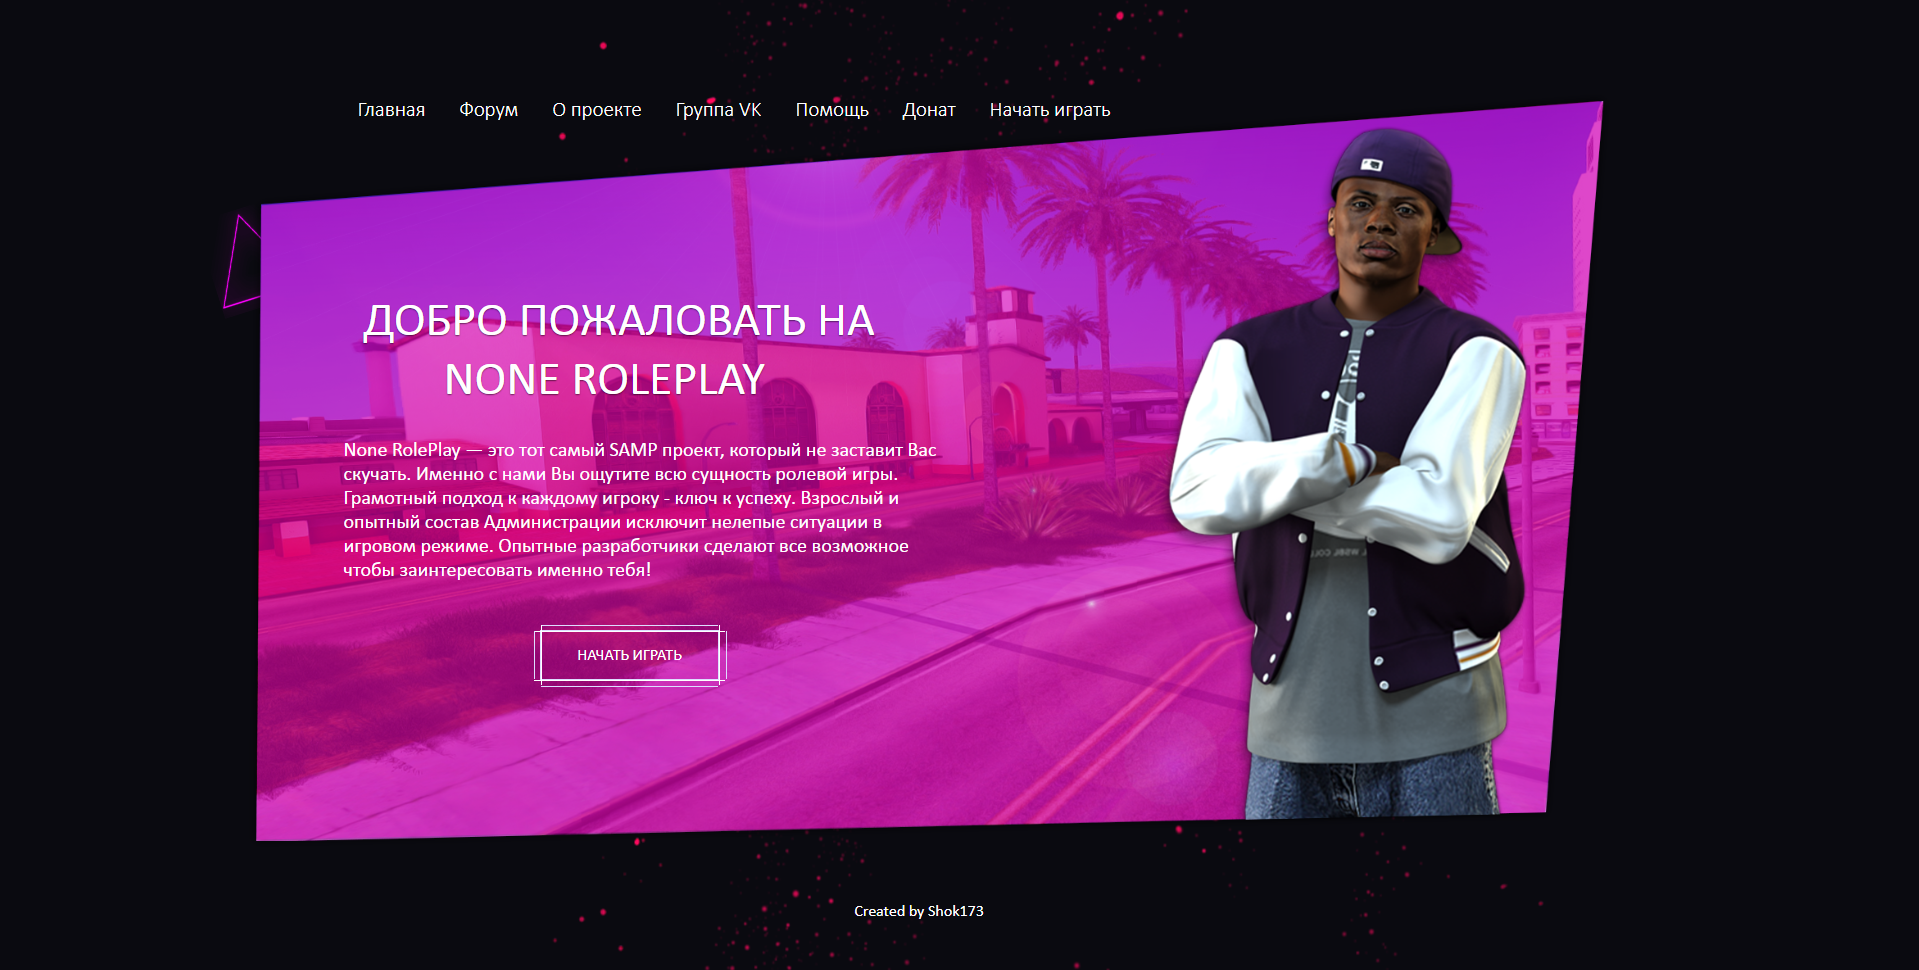 Главная Форум О проекте Группа VK Помощь Донат Начать играть
ДОБРО ПОЖАЛОВАТЬ НА
NONE ROLEPLAY
None RolePlay — это тот самый SAMP проект, который не заставит Вас
скучать. Именно с нами Вы ощутите всю сущность ролевой игры.
Грамотный подход к каждому игроку - ключ к успеху. Взрослый и
опытный состав Администрации исключит нелепые ситуации в
игровом режиме. Опытные разработчики сделают все возможное
чтобы заинтересовать именно тебя!
НАЧАТЬ ИГРАТЬ
Created by Shok173